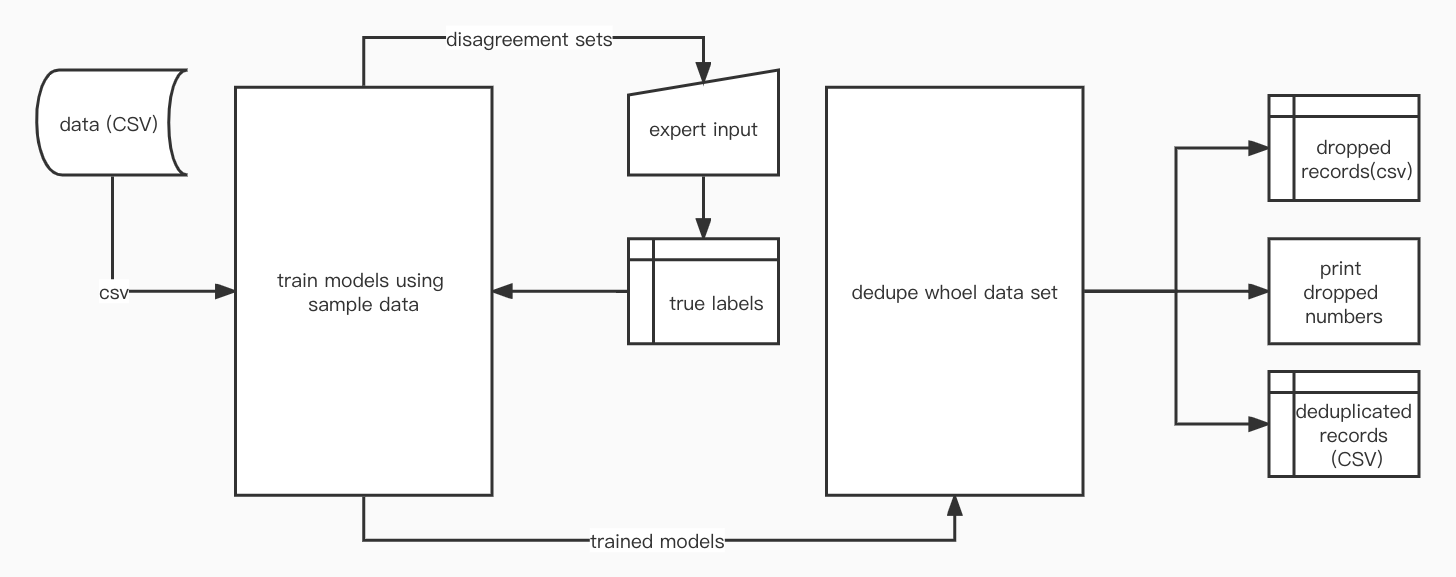 disagreement sets
data (CSV)
expert input
csv
train models using
sample data
true labels
dedupe whoel data set
dropped
records(csv)
print
dropped
numbers
deduplicated
records
(CSV)
trained models